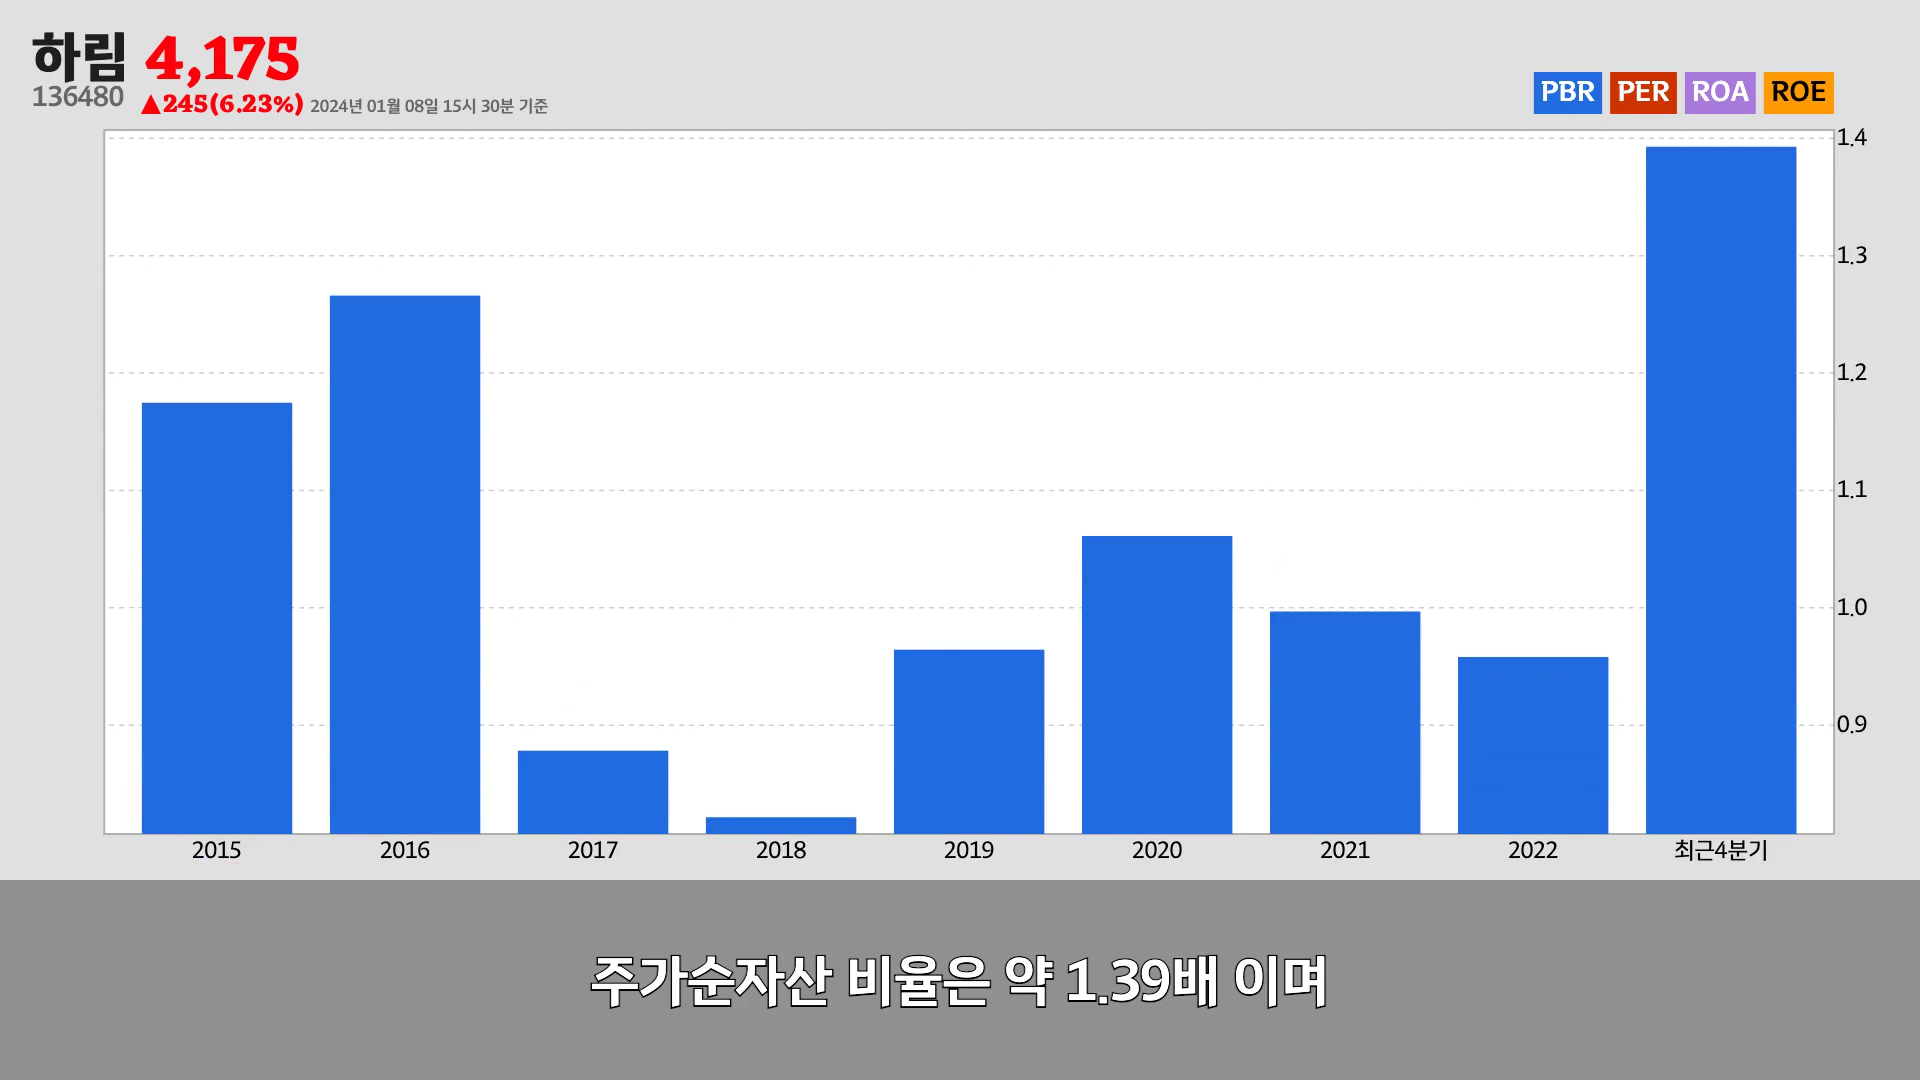 하림 4,175
136480 ▲245(6.23%) 2024년 01월 08일 15시 30분 기준
PBR PER ROA ROE
1.4
1.3
1.2
1.1
1.0
0.9
2015 2016 2017 2018 2019 2020 2021 2022 최근4분기
주가순자산 비율은 약 1.39배 이며